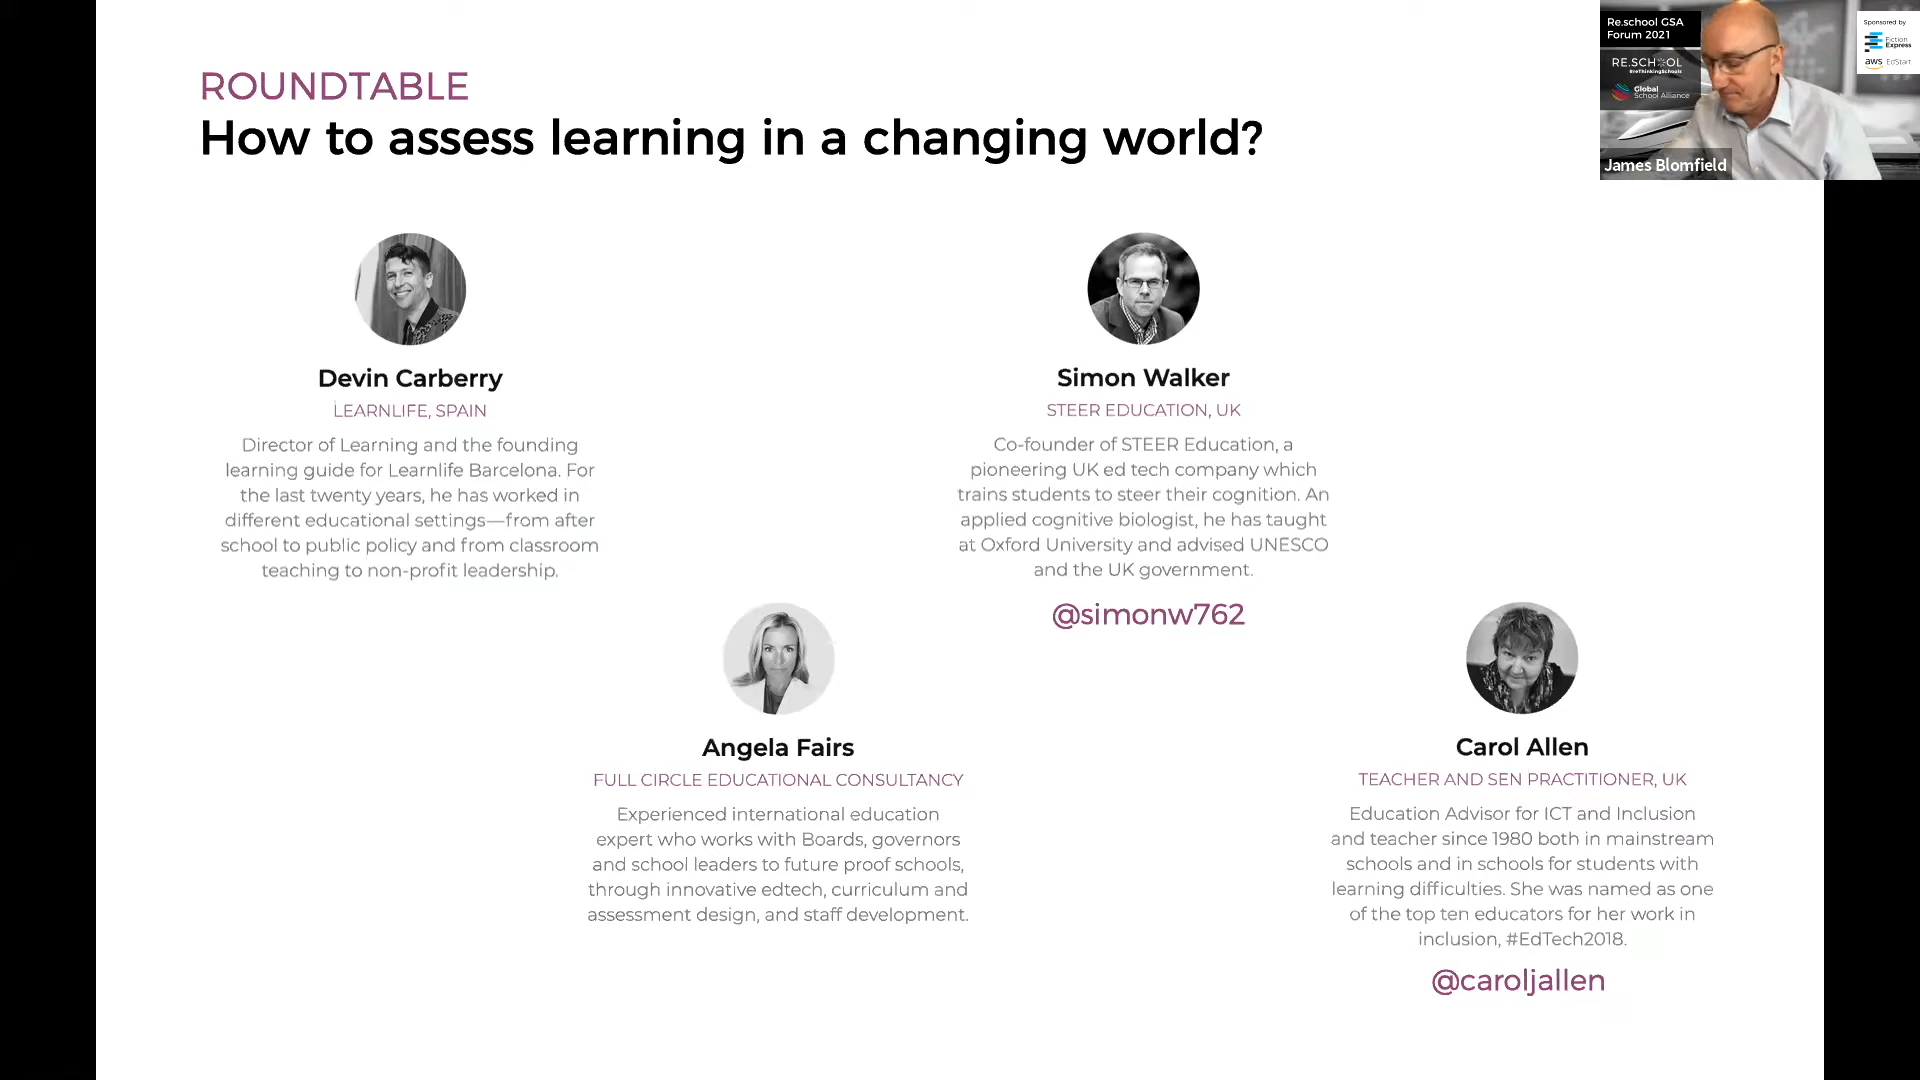 ROUNDTABLE
How to assess learning in a changing world?
Re.school GSA
Forum 2021
RE.SCHOOL
#reThinkingSchools
Global
School Alliance
James Blomfield
Sponsored by
Fiction
Express
aws EdStart
Devin Carberry
LEARNLIFE, SPAIN
Director of Learning and the founding
learning guide for Learnlife Barcelona. For
the last twenty years, he has worked in
different educational settings—from after
school to public policy and from classroom
teaching to non-profit leadership.
Simon Walker
STEER EDUCATION, UK
Co-founder of STEER Education, a
pioneering UK ed tech company which
trains students to steer their cognition. An
applied cognitive biologist, he has taught
at Oxford University and advised UNESCO
and the UK government.
@simonw762
Angela Fairs
FULL CIRCLE EDUCATIONAL CONSULTANCY
Experienced international education
expert who works with Boards, governors
and school leaders to future proof schools,
through innovative edtech, curriculum and
assessment design, and staff development.
Carol Allen
TEACHER AND SEN PRACTITIONER, UK
Education Advisor for ICT and Inclusion
and teacher since 1980 both in mainstream
schools and in schools for students with
learning difficulties. She was named as one
of the top ten educators for her work in
inclusion, #EdTech2018.
@caroljallen